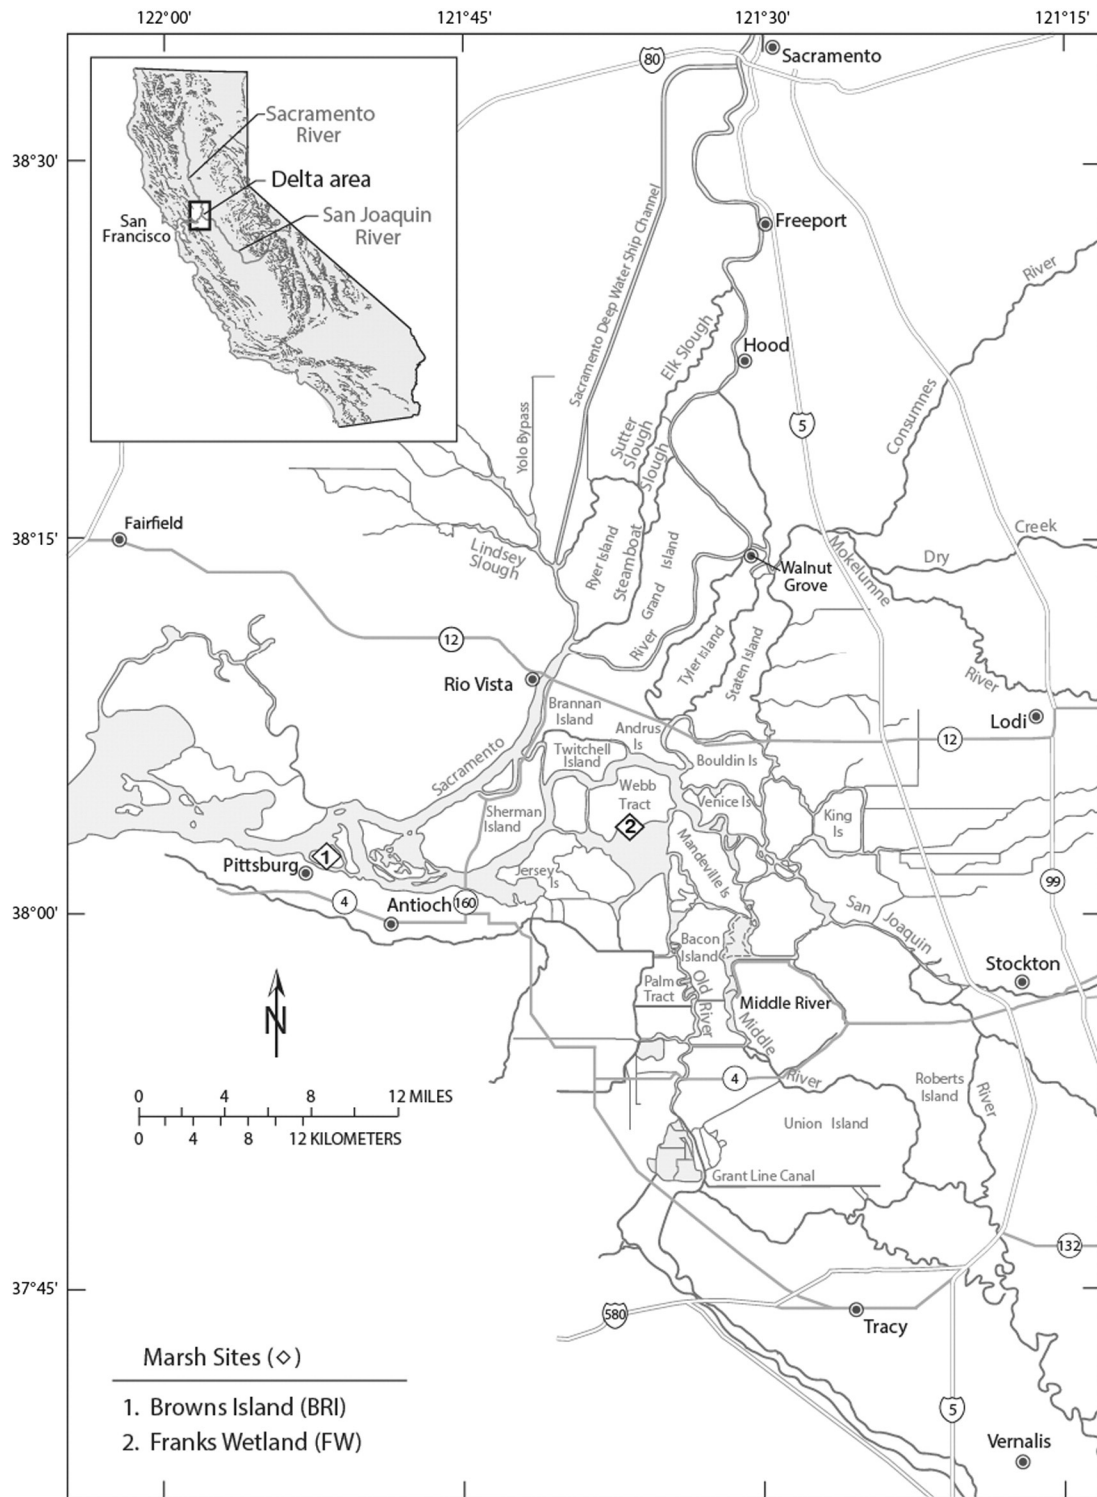 122°00'
121°45'
121°30'
121°15'
Sacramento
80
Sacramento
River
Delta area
San
Francisco
San Joaquin
River
38°30'
Freeport
Sacramento Deep Water Ship Channel
River
Elk Slough
Hood
Consumnes
5
Yolo Bypass
Sutter
Slough
Slough
Fairfield
38°15'
Lindsey
Slough
Ryer Island
Steamboat
Grand Island
River
Walnut
Grove
Mokelumne
Creek
Dry
River
12
Tyler Island
Staten Island
Rio Vista
Brannan
Island
Andrus
Is
Lodi
12
Sacramento
Twitchell
Island
Bouldin Is
Webb
Tract
Venice Is
Sherman
Island
King
Is
2
Mandeville Is
1
Pittsburg
Jersey
Is
99
4
Antioch
160
38°00'
San Joaquin
Bacon
Island
Stockton
Palm
Tract
Old River
Middle River
Middle
River
N
4
Roberts
Island
River
0 4 8 12 MILES
0 4 8 12 KILOMETERS
Union Island
Grant Line Canal
132
37°45'
580
Tracy
Marsh Sites (◇)
1. Browns Island (BRI)
2. Franks Wetland (FW)
5
Vernalis